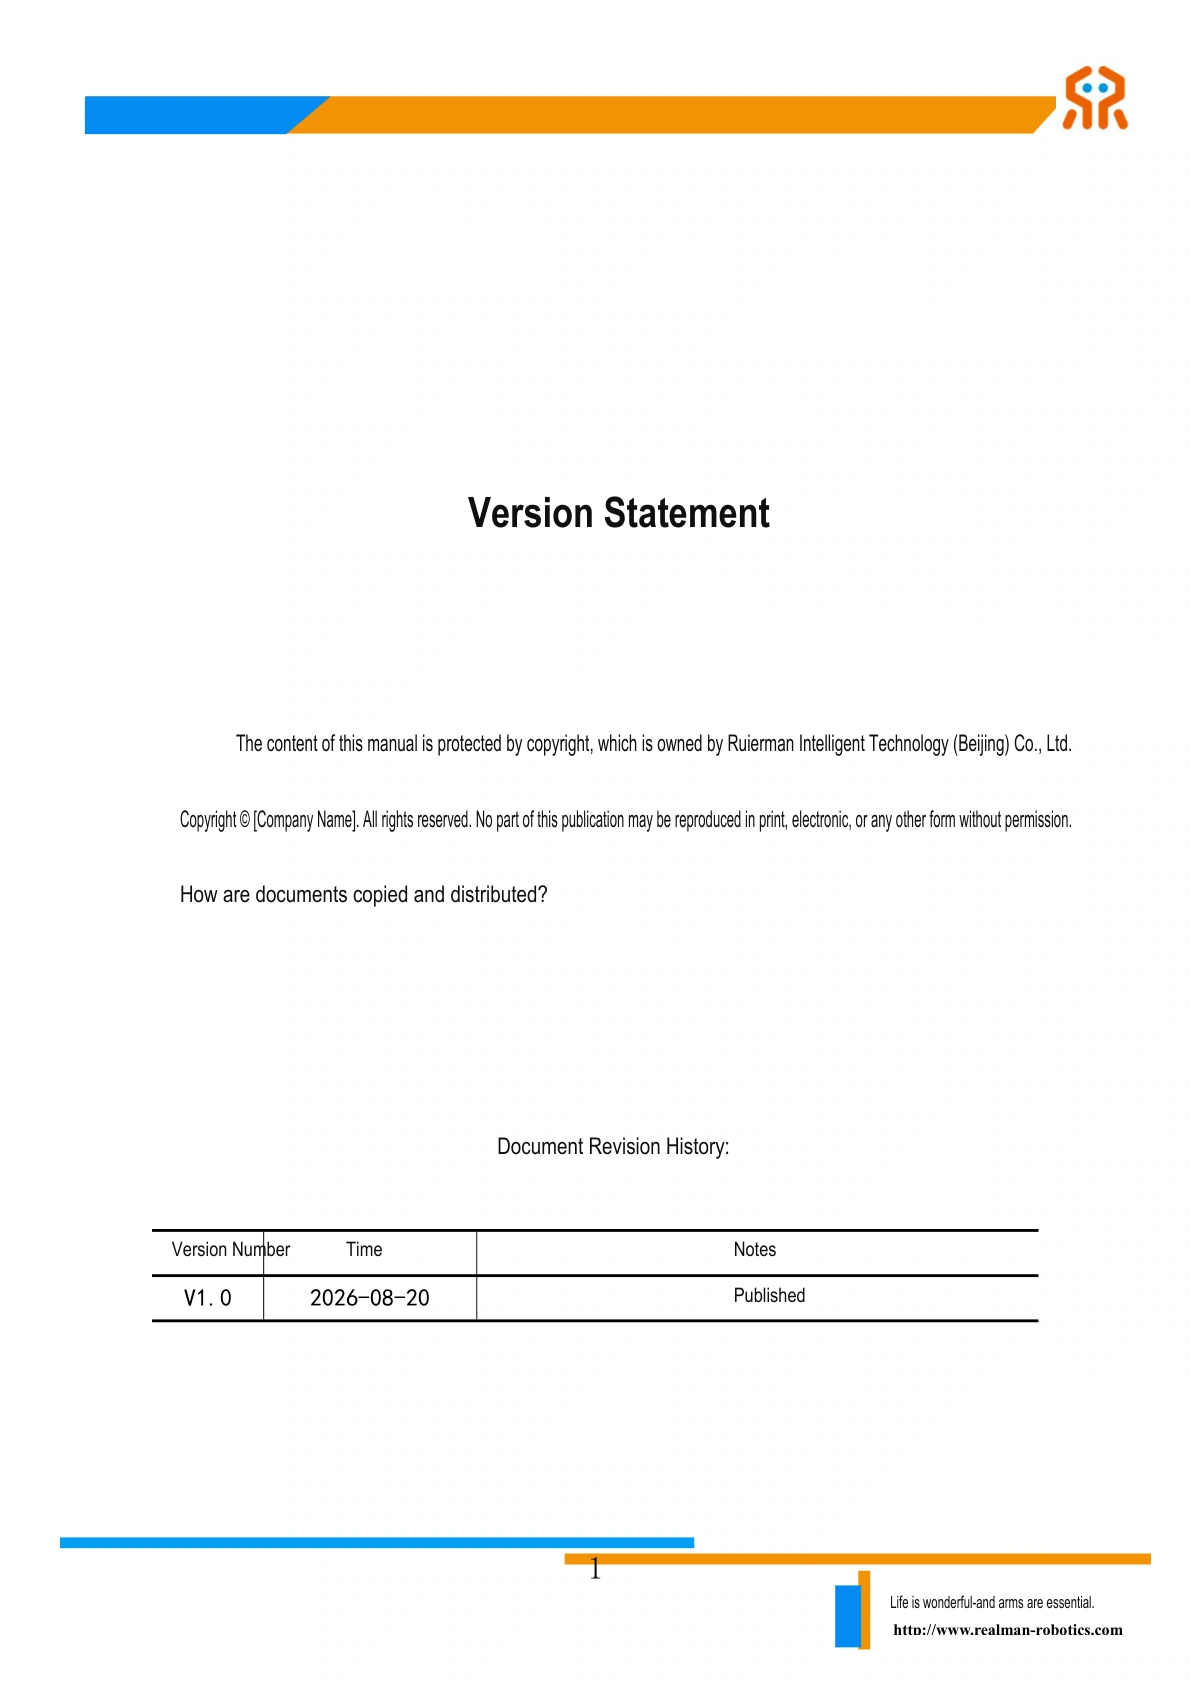 Version Statement
The content of this manual is protected by copyright, which is owned by Ruierman Intelligent Technology (Beijing) Co., Ltd.
Copyright © [Company Name]. All rights reserved. No part of this publication may be reproduced in print, electronic, or any other form without permission.
How are documents copied and distributed?
Document Revision History:
Version Number Time Notes
V1.0 2026-08-20 Published
1
Life is wonderful-and arms are essential.
http://www.realman-robotics.com